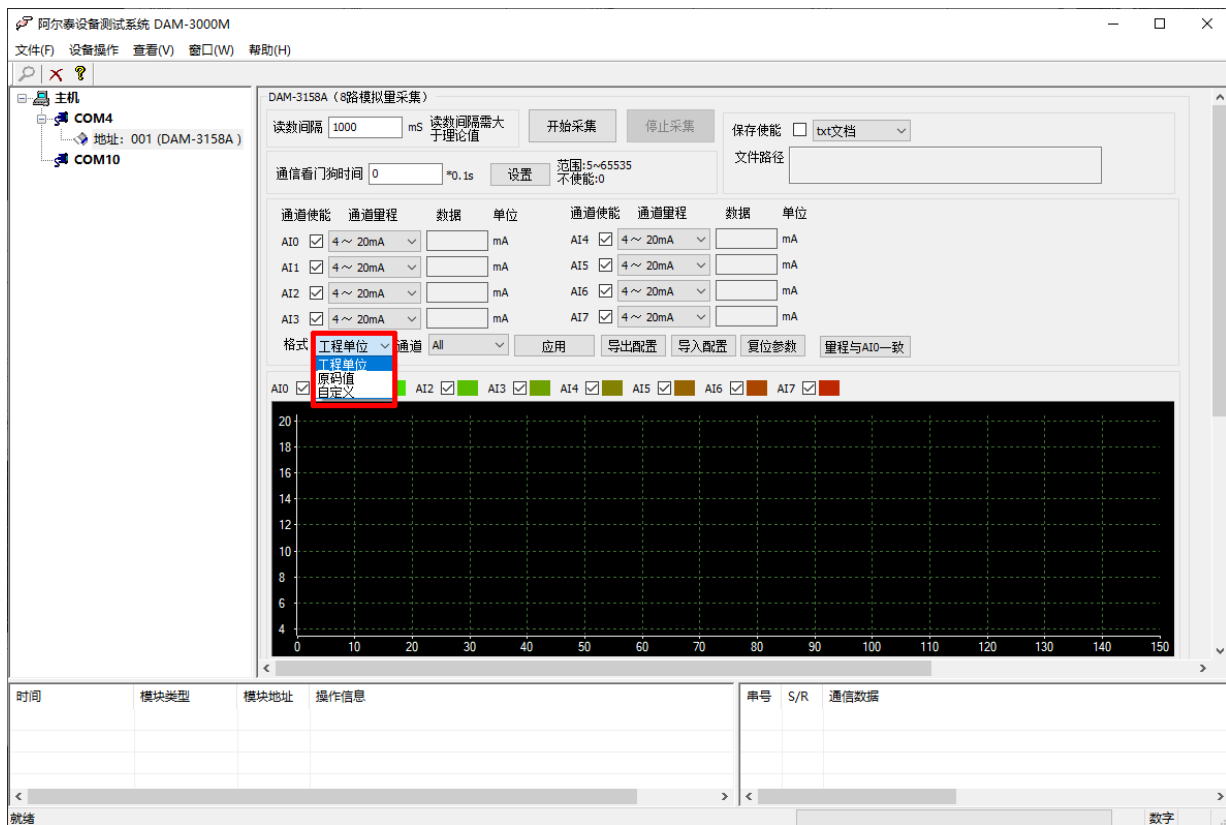 阿尔泰设备测试系统 DAM-3000M
文件(F) 设备操作 查看(V) 窗口(W) 帮助(H)
主机
COM4
地址: 001 (DAM-3158A )
COM10
DAM-3158A（8路模拟量采集）
读数间隔 1000 mS 读数间隔需大于理论值 开始采集 停止采集
保存使能 txt文档
文件路径
通信看门狗时间 0 *0.1s 设置 范围:5~65535 不使能:0
通道使能 通道里程 数据 单位 通道使能 通道里程 数据 单位
AI0 4～ 20mA mA AI4 4～ 20mA mA
AI1 4～ 20mA mA AI5 4～ 20mA mA
AI2 4～ 20mA mA AI6 4～ 20mA mA
AI3 4～ 20mA mA AI7 4～ 20mA mA
格式 工程单位 通道 All 应用 导出配置 导入配置 复位参数 量程与AI0一致
工程单位
原码值
自定义
AI0 AI2 AI3 AI4 AI5 AI6 AI7
20
18
16
14
12
10
8
6
4
0 10 20 30 40 50 60 70 80 90 100 110 120 130 140 150
时间 模块类型 模块地址 操作信息 串号 S/R 通信数据
就绪 数字